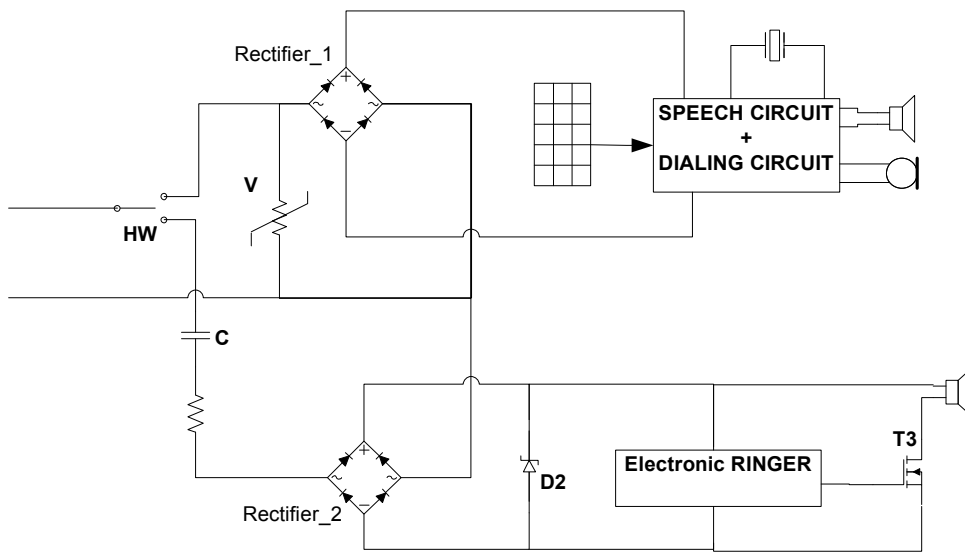 Rectifier_1
SPEECH CIRCUIT
+
DIALING CIRCUIT
V
HW
C
T3
Electronic RINGER
D2
Rectifier_2